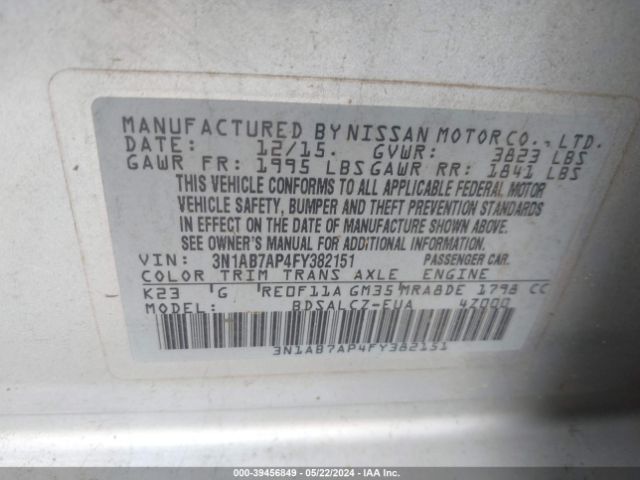 MANUFACTURED BY NISSAN MOTOR CO., LTD.
DATE: 12/15. GVWR: 3823 LBS
GAWR FR: 1995 LBS GAWR RR: 1841 LBS
THIS VEHICLE CONFORMS TO ALL APPLICABLE FEDERAL MOTOR
VEHICLE SAFETY, BUMPER AND THEFT PREVENTION STANDARDS
IN EFFECT ON THE DATE OF MANUFACTURE SHOWN ABOVE.
SEE OWNER'S MANUAL FOR ADDITIONAL INFORMATION.
VIN: 3N1AB7AP4FY382151 PASSENGER CAR.
COLOR TRIM TRANS AXLE ENGINE
K23 G RE0F11A GM35 MRA8DE 1798 CC
MODEL: BDSALCZ-EUA 4Z000
3N1AB7AP4FY382151
000-39456849 - 05/22/2024 - IAA Inc.